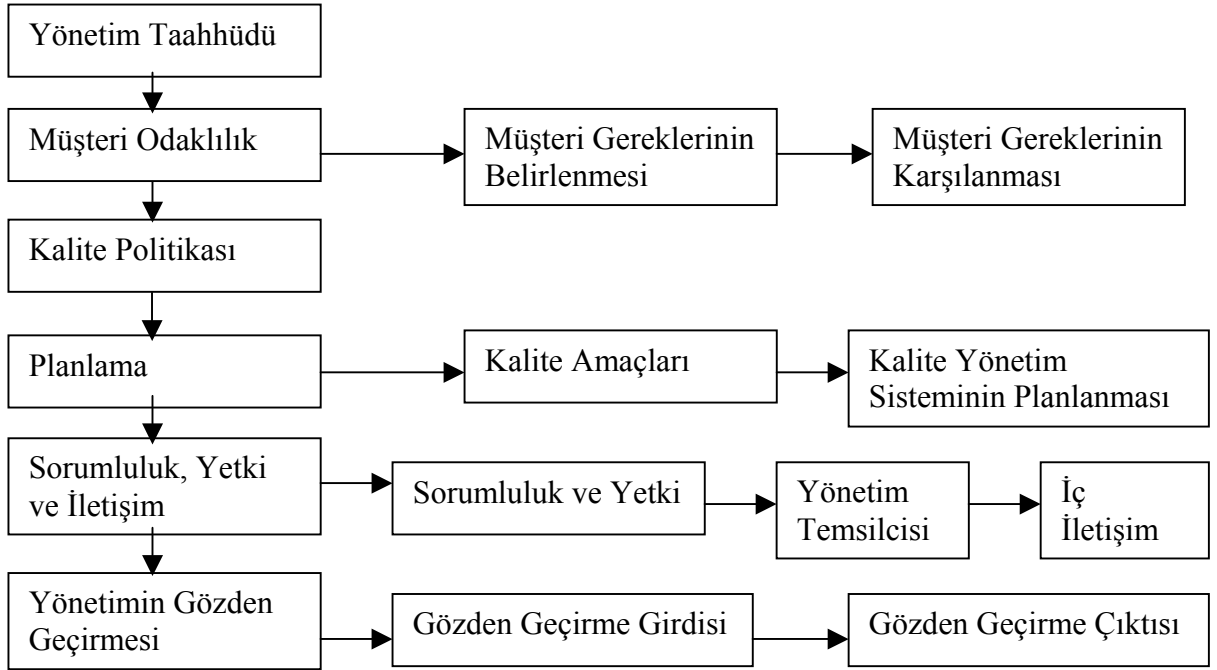 Yönetim Taahhüdü
Müşteri Odaklılık
Müşteri Gereklerinin
Belirlenmesi
Müşteri Gereklerinin
Karşılanması
Kalite Politikası
Planlama
Kalite Amaçları
Kalite Yönetim
Sisteminin Planlanması
Sorumluluk, Yetki
ve İletişim
Sorumluluk ve Yetki
Yönetim
Temsilcisi
İç
İletişim
Yönetimin Gözden
Geçirmesi
Gözden Geçirme Girdisi
Gözden Geçirme Çıktısı